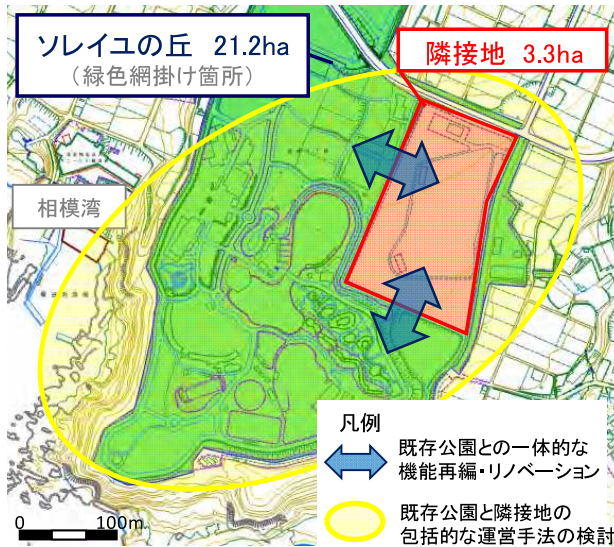 ソレイユの丘 21.2ha
（緑色網掛け箇所）
隣接地 3.3ha
相模湾
凡例
既存公園との一体的な
機能再編・リノベーション
既存公園と隣接地の
包括的な運営手法の検討
0 100m